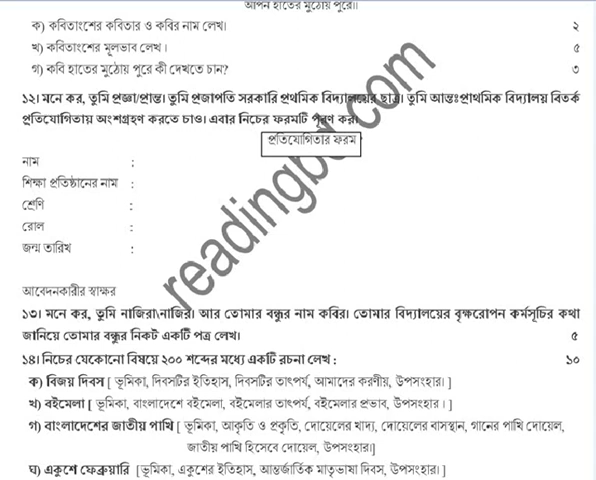 আপন হাতের মুঠোয় পুরে।।
ক) কবিতাংশের কবিতার ও কবির নাম লেখ। ২
খ) কবিতাংশের মূলভাব লেখ। ৫
গ) কবি হাতের মুঠোয় পুরে কী দেখতে চান? ৩
১২। মনে কর, তুমি প্রজ্ঞা/প্রান্ত। তুমি প্রজাপতি সরকারি প্রথমিক বিদ্যালয়ের ছাত্র। তুমি আন্তঃপ্রাথমিক বিদ্যালয় বিতর্ক
প্রতিযোগিতায় অংশগ্রহণ করতে চাও। এবার নিচের ফরমটি পূরণ কর।
প্রতিযোগিতার ফরম
নাম :
শিক্ষা প্রতিষ্ঠানের নাম :
শ্রেণি :
রোল :
জন্ম তারিখ :
আবেদনকারীর স্বাক্ষর
১৩। মনে কর, তুমি নাজিরা\নাজির। আর তোমার বন্ধুর নাম কবির। তোমার বিদ্যালয়ের বৃক্ষরোপন কর্মসূচির কথা
জানিয়ে তোমার বন্ধুর নিকট একটি পত্র লেখ। ৫
১৪। নিচের যেকোনো বিষয়ে ২০০ শব্দের মধ্যে একটি রচনা লেখ : ১০
ক) বিজয় দিবস [ ভূমিকা, দিবসটির ইতিহাস, দিবসটির তাৎপর্য, আমাদের করণীয়, উপসংহার। ]
খ) বইমেলা [ ভূমিকা, বাংলাদেশে বইমেলা, বইমেলার তাৎপর্য, বইমেলার প্রভাব, উপসংহার। ]
গ) বাংলাদেশের জাতীয় পাখি [ ভূমিকা, আকৃতি ও প্রকৃতি, দোয়েলের খাদ্য, দোয়েলের বাসস্থান, গানের পাখি দোয়েল,
জাতীয় পাখি হিসেবে দোয়েল, উপসংহার।]
ঘ) একুশে ফেব্রুয়ারি [ভূমিকা, একুশের ইতিহাস, আন্তর্জাতিক মাতৃভাষা দিবস, উপসংহার। ]
readingbd.com